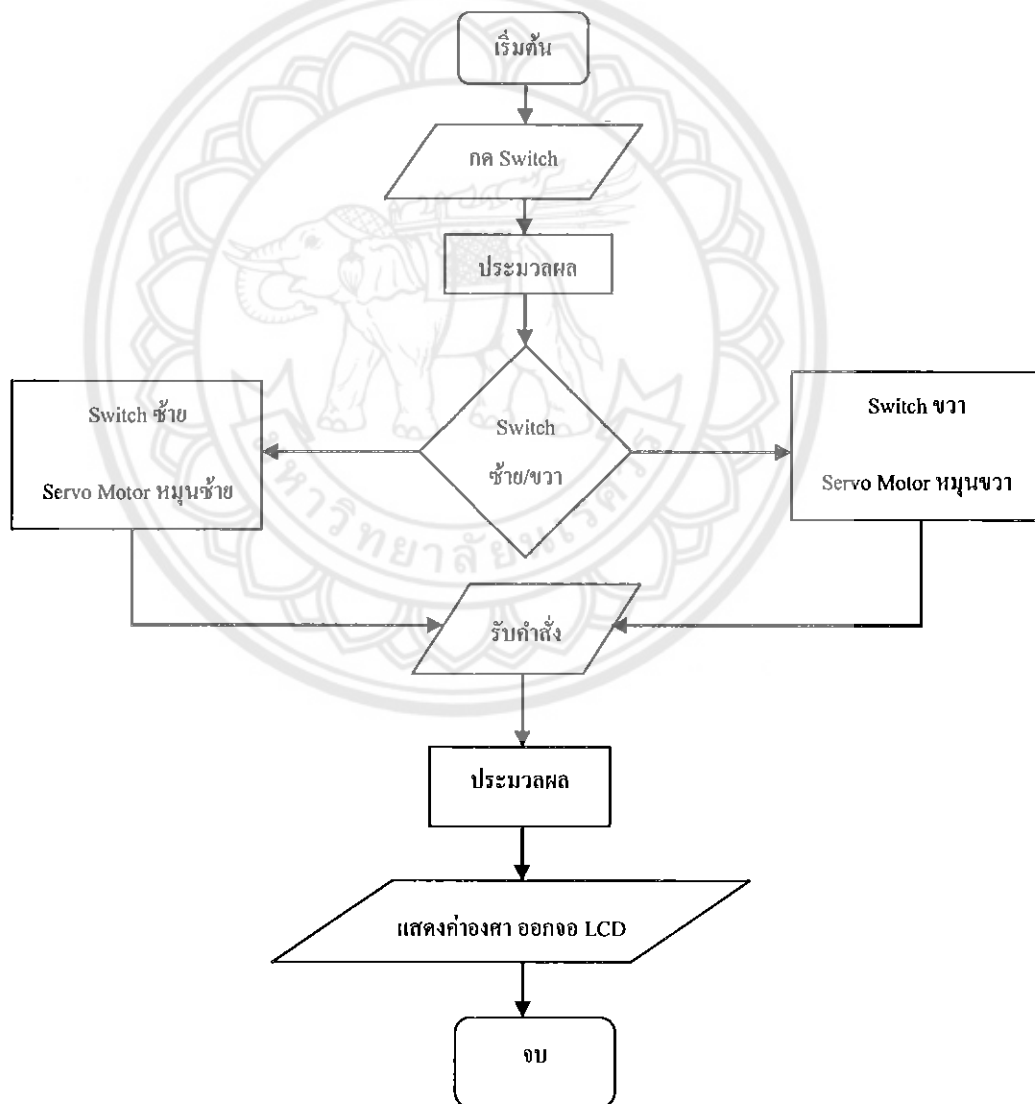 เริ่มต้น
กด Switch
ประมวลผล
Switch
ซ้าย/ขวา
Switch ซ้าย
Servo Motor หมุนซ้าย
Switch ขวา
Servo Motor หมุนขวา
รับคำสั่ง
ประมวลผล
แสดงค่าองศา ออกจอ LCD
จบ